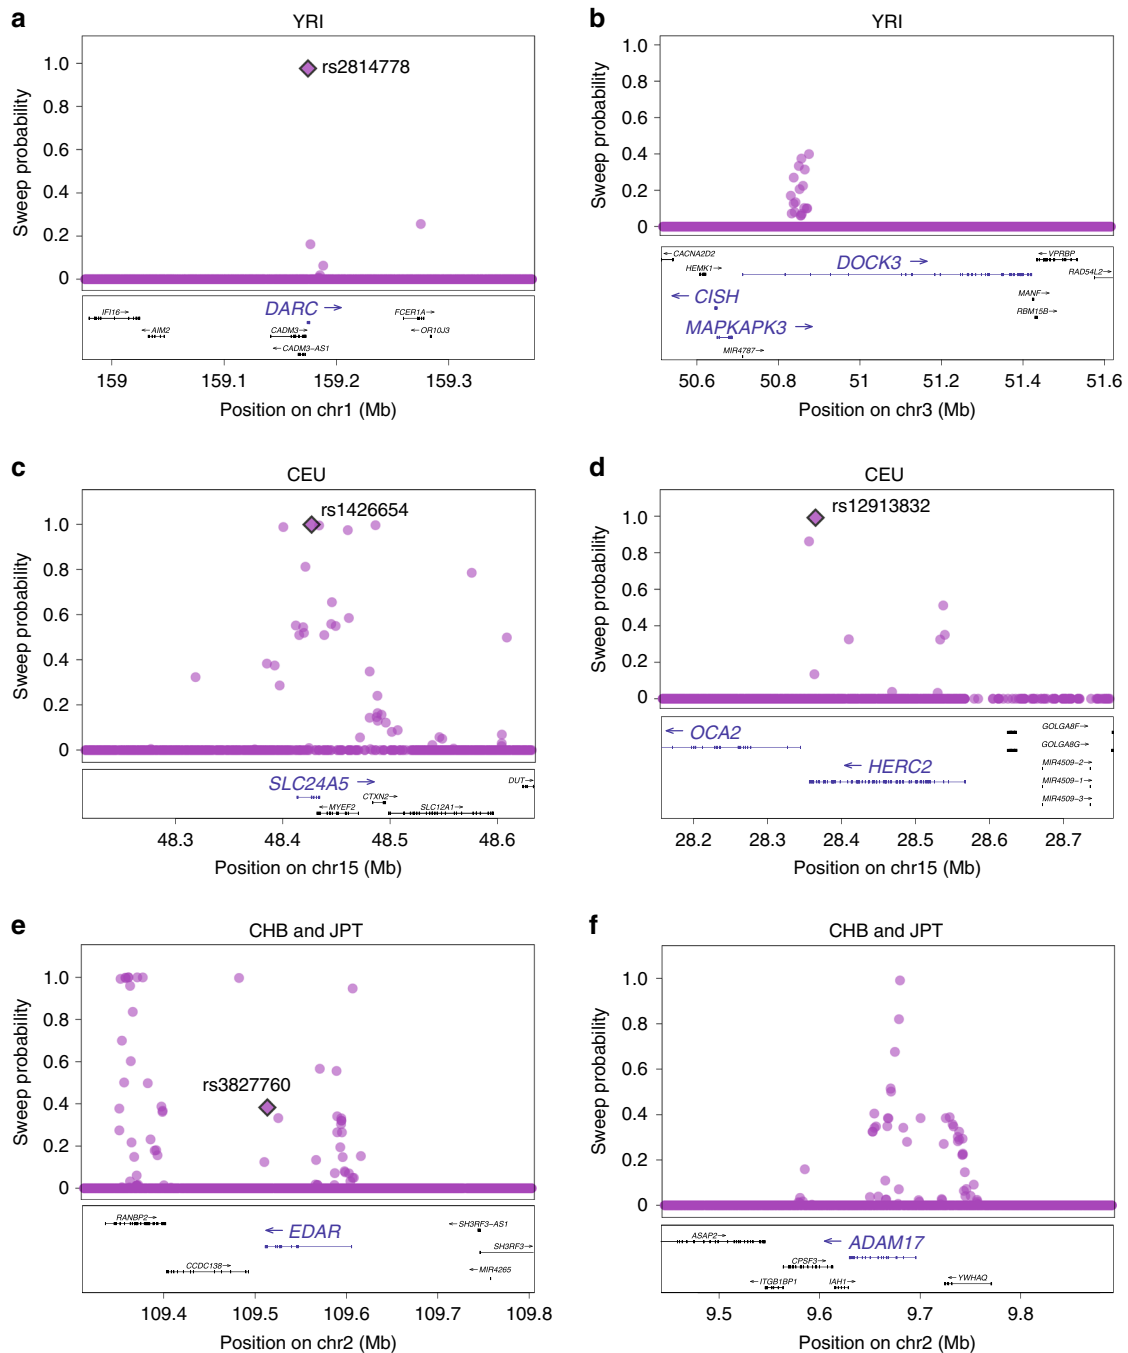 a
YRI
Sweep probability
1.0
0.8
0.6
0.4
0.2
0
rs2814778
DARC →
IFI16→
←AIM2
CADM3→
←CADM3-AS1
FCER1A→
←OR10J3
159
159.1
159.2
159.3
Position on chr1 (Mb)
b
YRI
Sweep probability
1.0
0.8
0.6
0.4
0.2
0
←CACNA2D2
HEMK1→
DOCK3 →
← CISH
MAPKAPK3 →
MIR4787→
←VPRBP
RAD54L2→
MANF→
RBM15B→
50.6
50.8
51
51.2
51.4
51.6
Position on chr3 (Mb)
c
CEU
Sweep probability
1.0
0.8
0.6
0.4
0.2
0
rs1426654
SLC24A5 →
←MYEF2
CTXN2→
SLC12A1→
DUT→
48.3
48.4
48.5
48.6
Position on chr15 (Mb)
d
CEU
Sweep probability
1.0
0.8
0.6
0.4
0.2
0
rs12913832
← OCA2
← HERC2
GOLGA8F→
GOLGA8G→
MIR4509-2→
MIR4509-1→
MIR4509-3→
28.2
28.3
28.4
28.5
28.6
28.7
Position on chr15 (Mb)
e
CHB and JPT
Sweep probability
1.0
0.8
0.6
0.4
0.2
0
rs3827760
RANBP2→
CCDC138→
← EDAR
←SH3RF3-AS1
SH3RF3→
←MIR4265
109.4
109.5
109.6
109.7
109.8
Position on chr2 (Mb)
f
CHB and JPT
Sweep probability
1.0
0.8
0.6
0.4
0.2
0
ASAP2→
← ADAM17
CPSF3→
←ITGB1BP1
IAH1→
←YWHAQ
9.5
9.6
9.7
9.8
Position on chr2 (Mb)